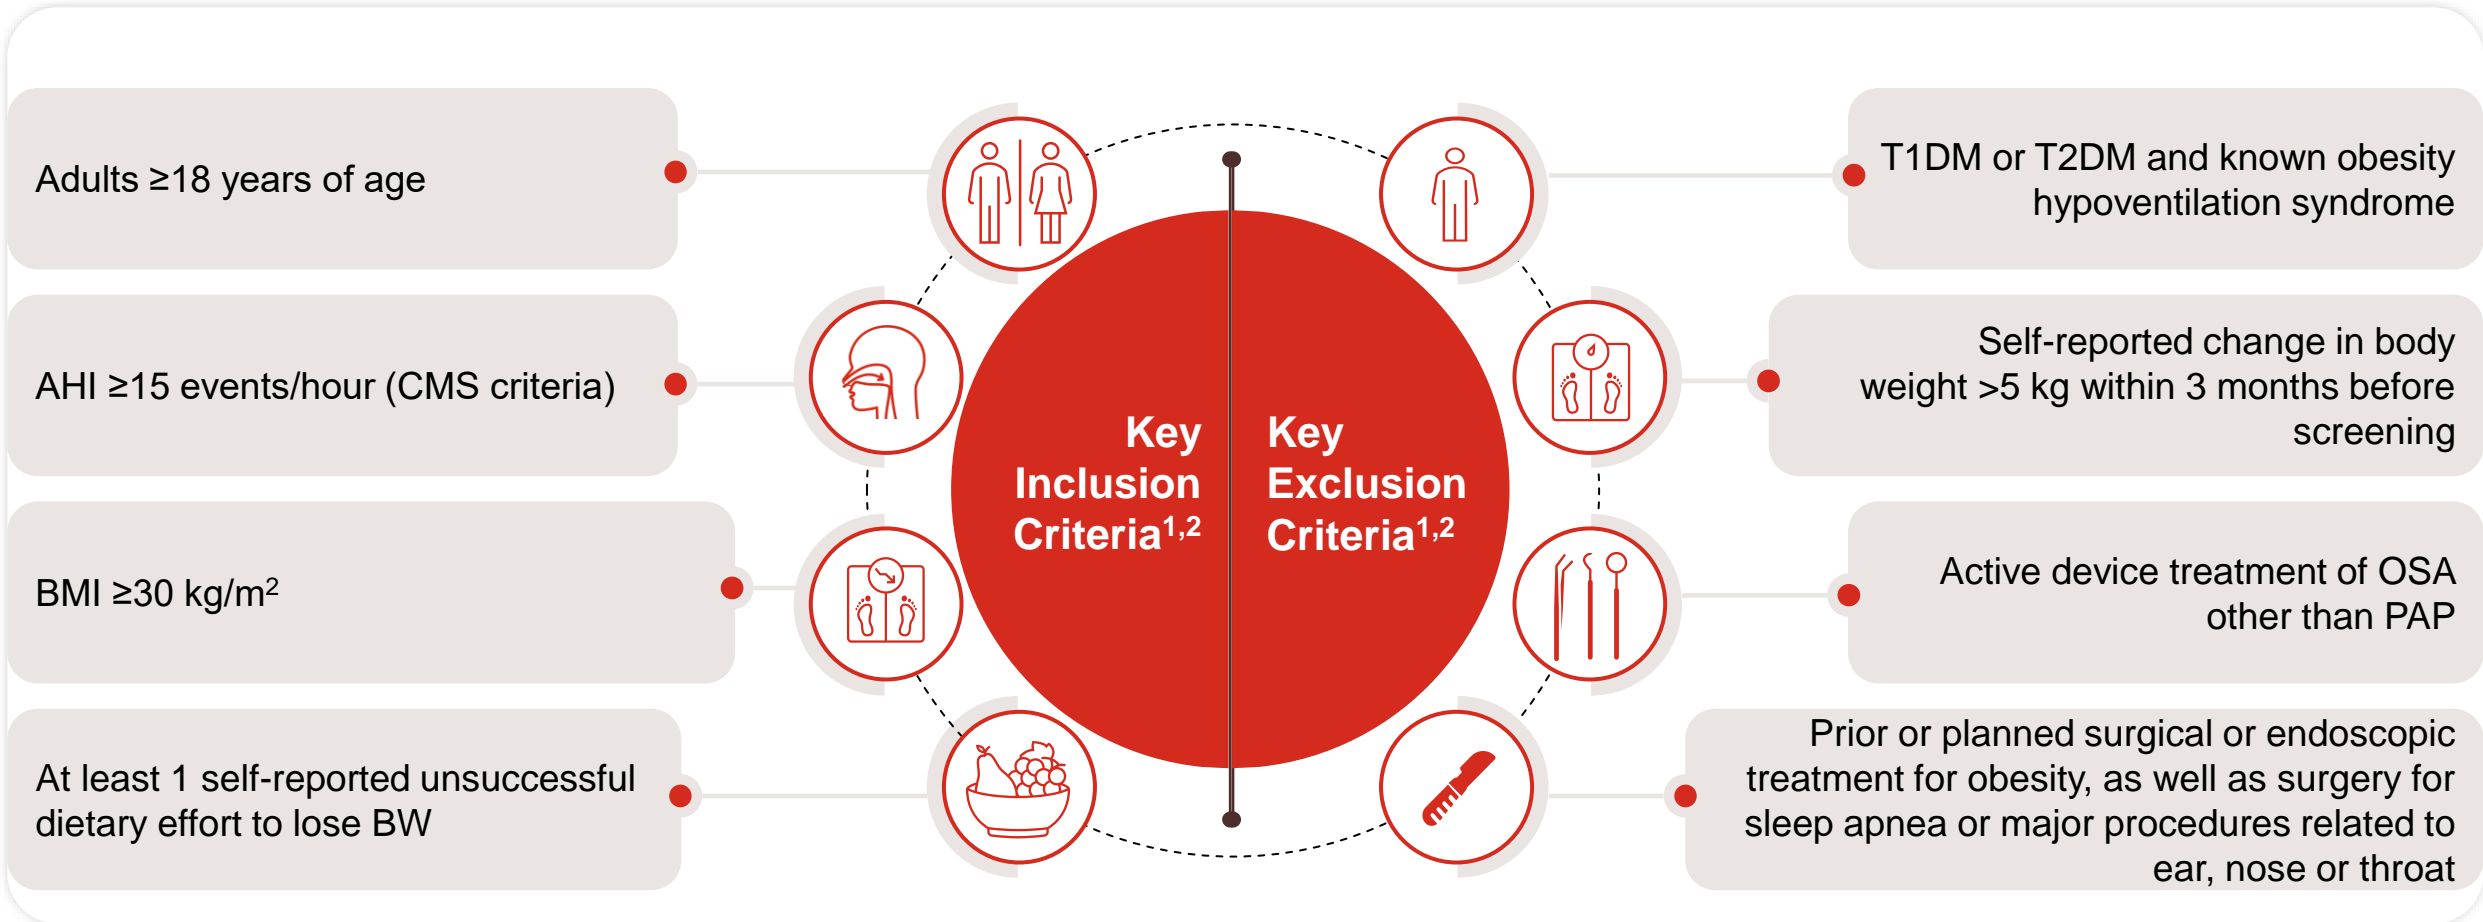 Adults ≥18 years of age
AHI ≥15 events/hour (CMS criteria)
BMI ≥30 kg/m²
At least 1 self-reported unsuccessful
dietary effort to lose BW
Key
Inclusion
Criteria¹,²
Key
Exclusion
Criteria¹,²
T1DM or T2DM and known obesity
hypoventilation syndrome
Self-reported change in body
weight >5 kg within 3 months before
screening
Active device treatment of OSA
other than PAP
Prior or planned surgical or endoscopic
treatment for obesity, as well as surgery for
sleep apnea or major procedures related to
ear, nose or throat